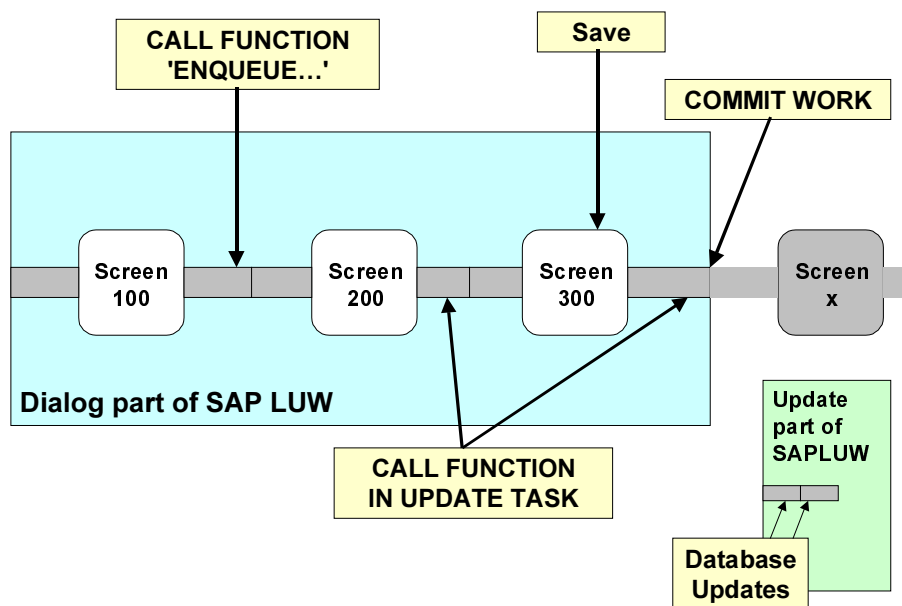 CALL FUNCTION
'ENQUEUE…'
Save
COMMIT WORK
Screen
100
Screen
200
Screen
300
Screen
x
Dialog part of SAP LUW
CALL FUNCTION
IN UPDATE TASK
Update
part of
SAPLUW
Database
Updates